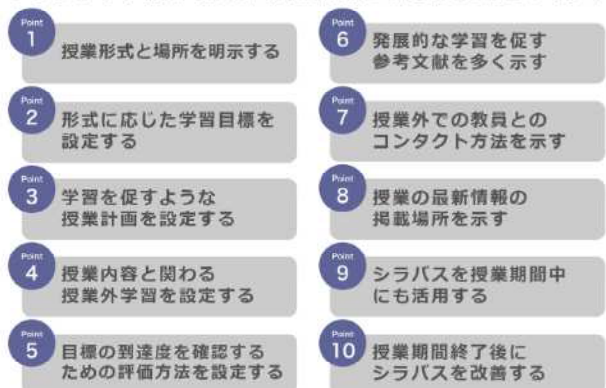 Point
1
授業形式と場所を明示する
Point
2
形式に応じた学習目標を
設定する
Point
3
学習を促すような
授業計画を設定する
Point
4
授業内容と関わる
授業外学習を設定する
Point
5
目標の到達度を確認する
ための評価方法を設定する
Point
6
発展的な学習を促す
参考文献を多く示す
Point
7
授業外での教員との
コンタクト方法を示す
Point
8
授業の最新情報の
掲載場所を示す
Point
9
シラバスを授業期間中
にも活用する
Point
10
授業期間終了後に
シラバスを改善する